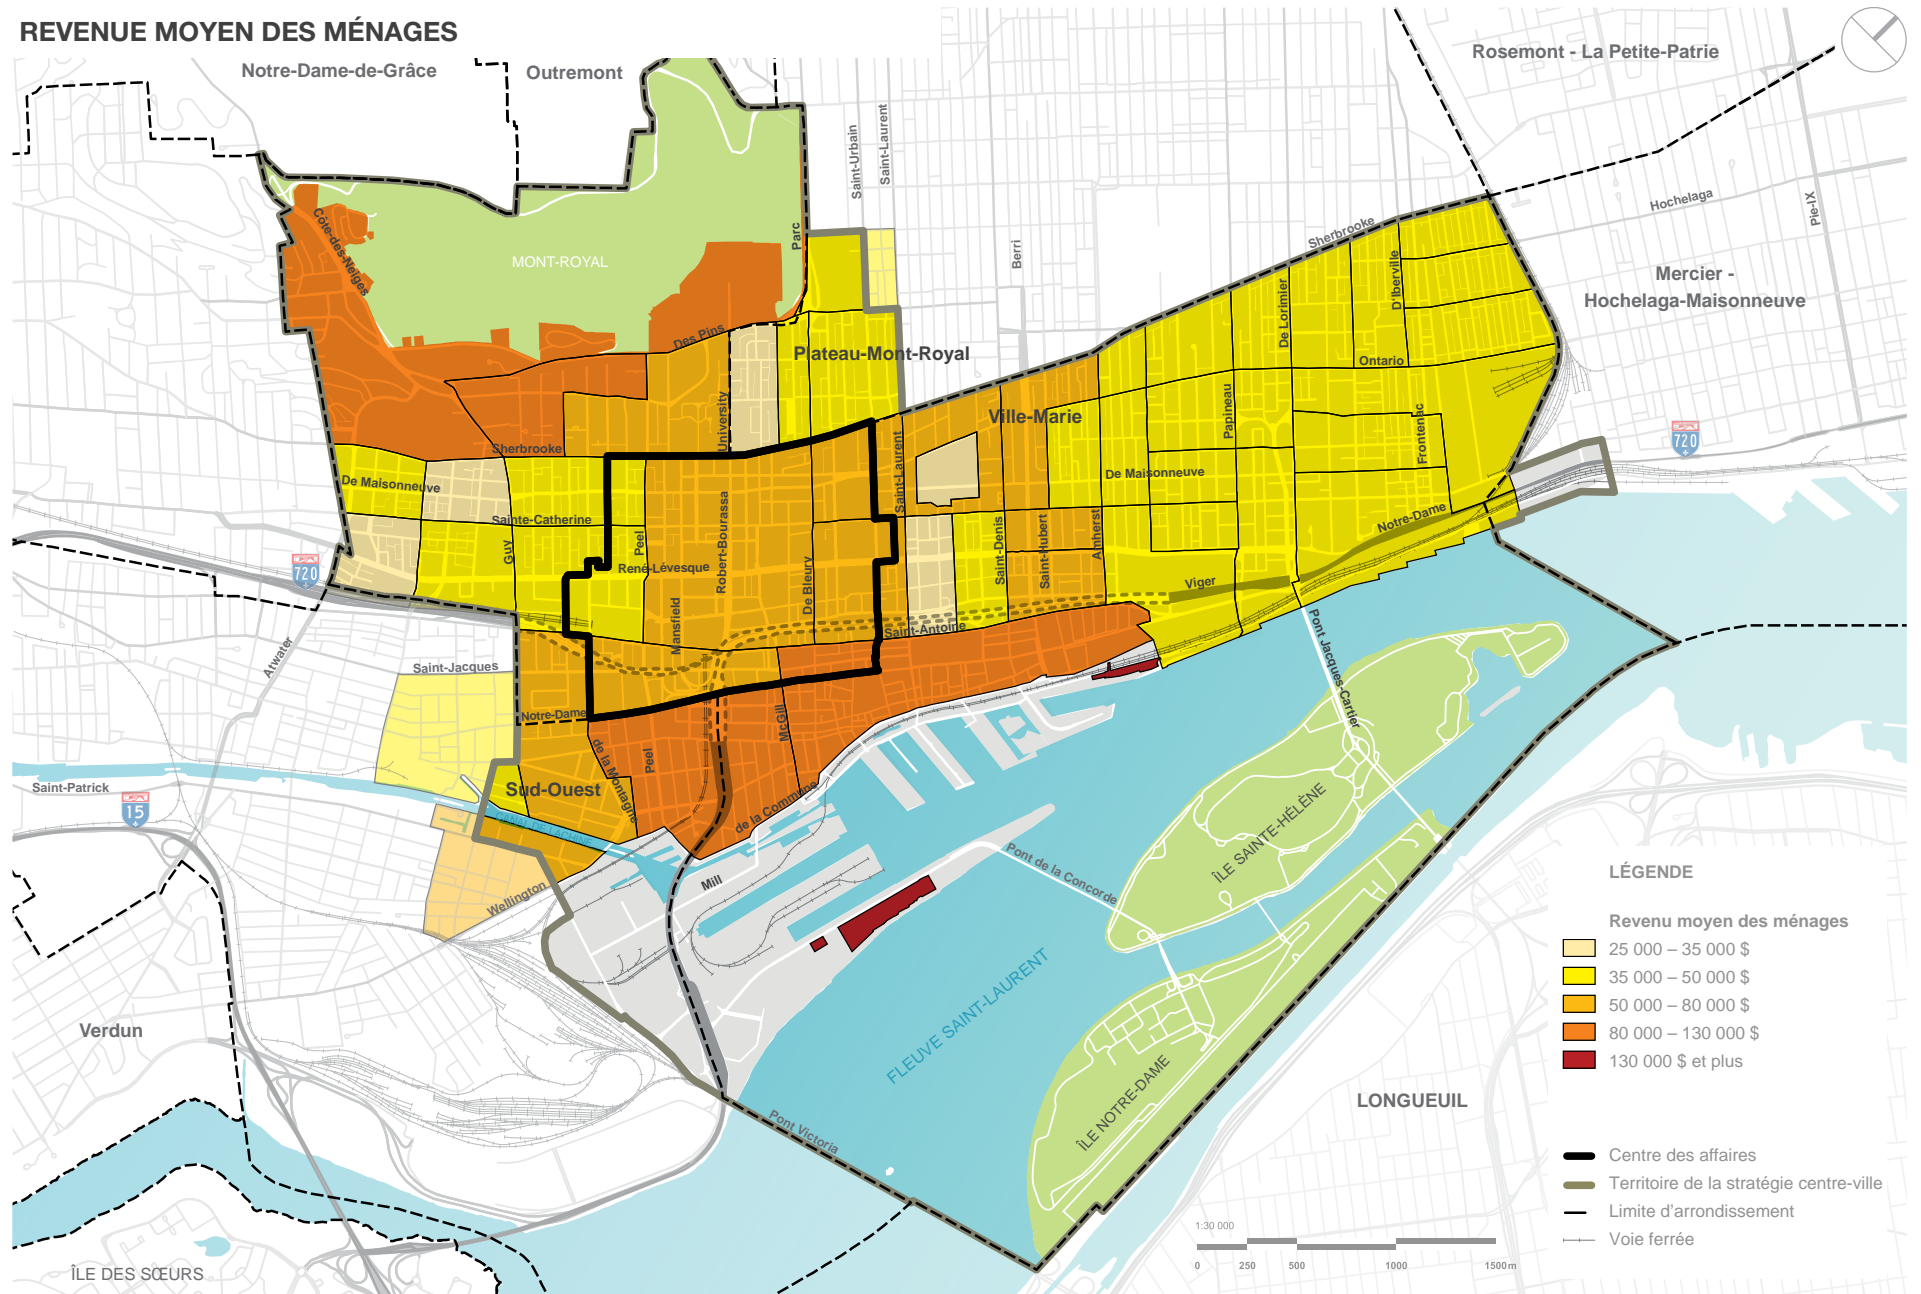 REVENUE MOYEN DES MÉNAGES
Notre-Dame-de-Grâce
Outremont
Rosemont - La Petite-Patrie
Saint-Urbain
Saint-Laurent
Hochelaga
Pie-IX
Côte-des-Neiges
MONT-ROYAL
Parc
Berri
Sherbrooke
D'Iberville
De Lorimier
Mercier -
Hochelaga-Maisonneuve
Des Pins
Plateau-Mont-Royal
Ontario
University
Ville-Marie
Papineau
Frontenac
Sherbrooke
Saint-Laurent
720
De Maisonneuve
De Maisonneuve
Sainte-Catherine
Robert-Bourassa
Notre-Dame
Guy
Peel
Saint-Denis
Saint-Hubert
Amherst
720
René-Lévesque
De Bleury
Viger
Mansfield
Saint-Antoine
Pont Jacques-Cartier
Atwater
Saint-Jacques
Notre-Dame
McGill
de la Montagne
Peel
Saint-Patrick
15
Sud-Ouest
CANAL DE LACHINE
de la Commune
ÎLE SAINTE-HÉLÈNE
Pont de la Concorde
Mill
Wellington
LÉGENDE
Revenu moyen des ménages
25 000 – 35 000 $
35 000 – 50 000 $
50 000 – 80 000 $
80 000 – 130 000 $
130 000 $ et plus
FLEUVE SAINT-LAURENT
Verdun
ÎLE NOTRE-DAME
LONGUEUIL
Pont Victoria
Centre des affaires
Territoire de la stratégie centre-ville
Limite d'arrondissement
Voie ferrée
1:30 000
0 250 500 1000 1500m
ÎLE DES SŒURS